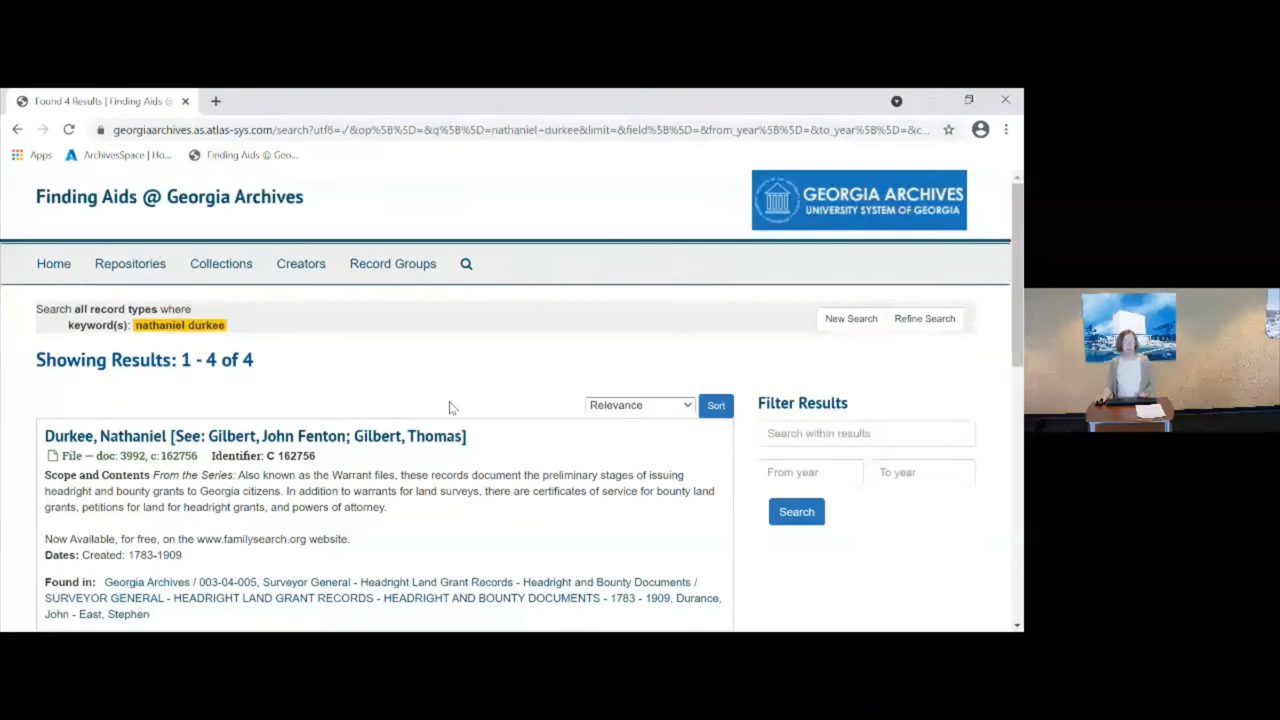 Found 4 Results | Finding Aids @
georgiaarchives.as.atlas-sys.com/search?utf8=✓&op%5B%5D=&q%5B%5D=nathaniel+durkee&limit=&field%5B%5D=&from_year%5B%5D=&to_year%5B%5D=&c...
Apps ArchivesSpace | Ho... Finding Aids @ Geo...
Finding Aids @ Georgia Archives
GEORGIA ARCHIVES
UNIVERSITY SYSTEM OF GEORGIA
Home Repositories Collections Creators Record Groups
Search all record types where
keyword(s): nathaniel durkee
New Search Refine Search
Showing Results: 1 - 4 of 4
Relevance Sort
Durkee, Nathaniel [See: Gilbert, John Fenton; Gilbert, Thomas]
File — doc: 3992, c: 162756 Identifier: C 162756
Scope and Contents From the Series: Also known as the Warrant files, these records document the preliminary stages of issuing
headright and bounty grants to Georgia citizens. In addition to warrants for land surveys, there are certificates of service for bounty land
grants, petitions for land for headright grants, and powers of attorney.
Now Available, for free, on the www.familysearch.org website.
Dates: Created: 1783-1909
Found in: Georgia Archives / 003-04-005, Surveyor General - Headright Land Grant Records - Headright and Bounty Documents /
SURVEYOR GENERAL - HEADRIGHT LAND GRANT RECORDS - HEADRIGHT AND BOUNTY DOCUMENTS - 1783 - 1909, Durance,
John - East, Stephen
Filter Results
Search within results
From year To year
Search